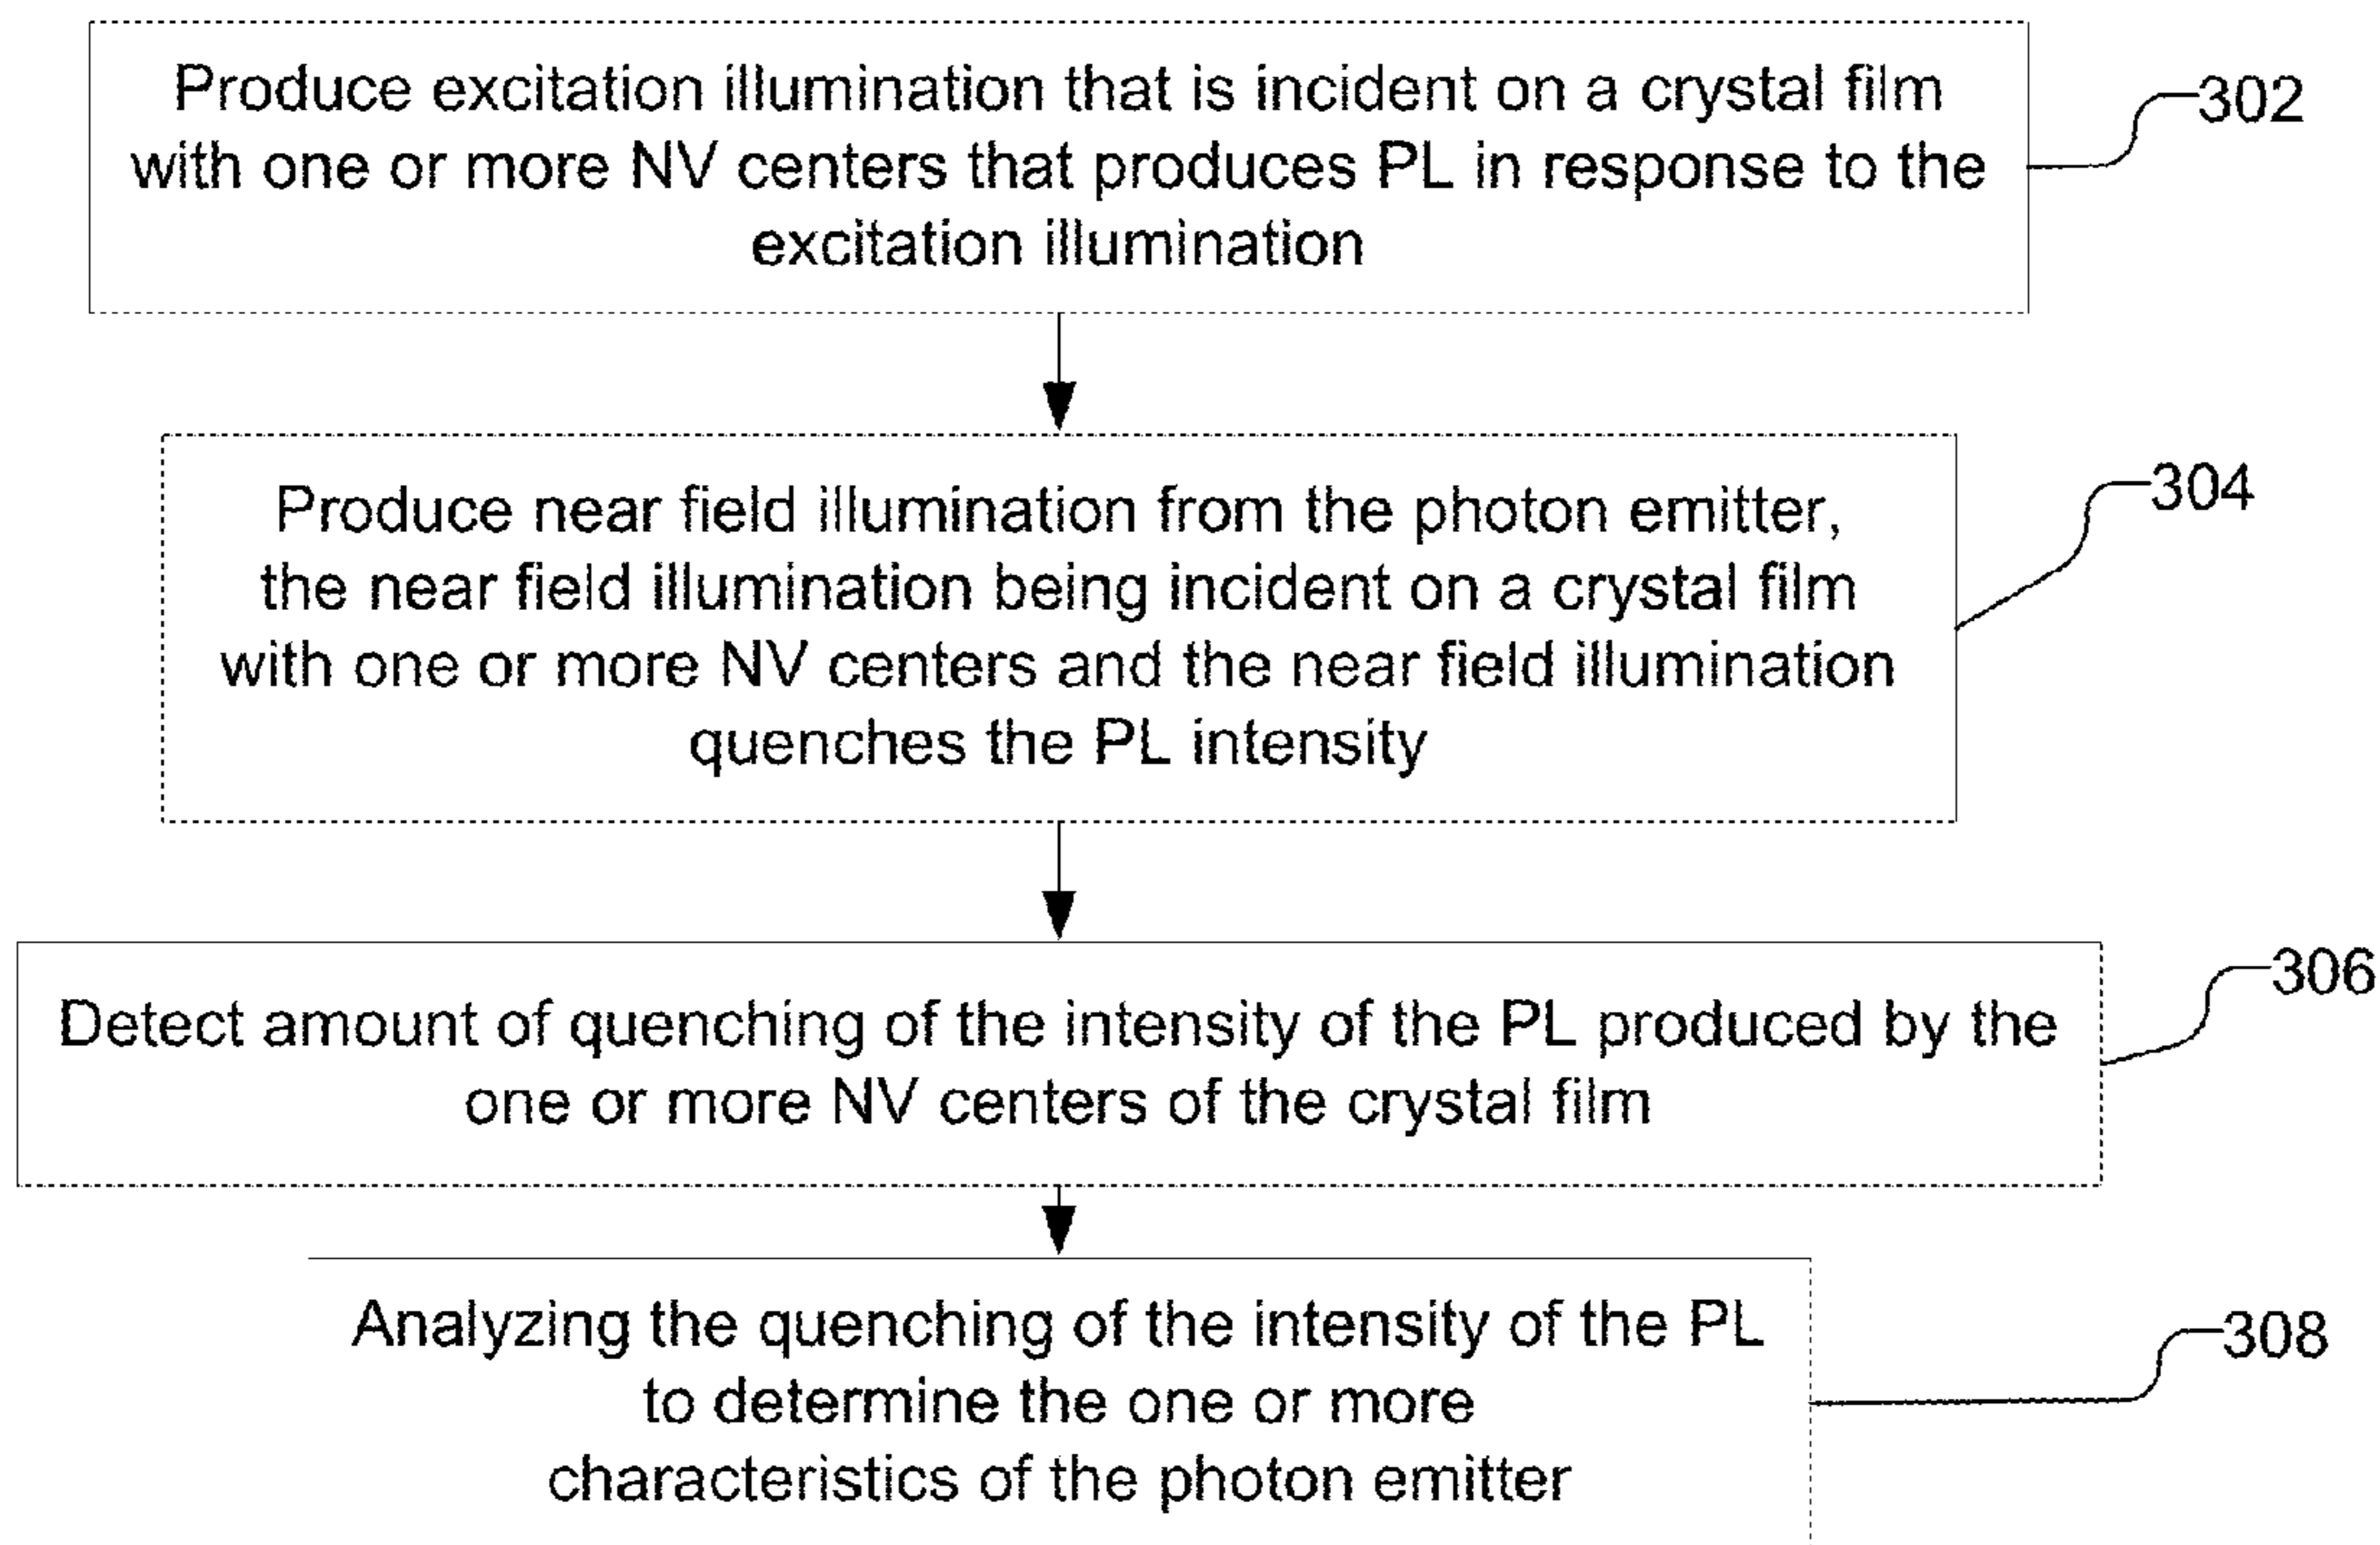 Produce excitation illumination that is incident on a crystal film
with one or more NV centers that produces PL in response to the
excitation illumination
302
Produce near field illumination from the photon emitter,
the near field illumination being incident on a crystal film
with one or more NV centers and the near field illumination
quenches the PL intensity
304
Detect amount of quenching of the intensity of the PL produced by the
one or more NV centers of the crystal film
306
Analyzing the quenching of the intensity of the PL
to determine the one or more
characteristics of the photon emitter
308